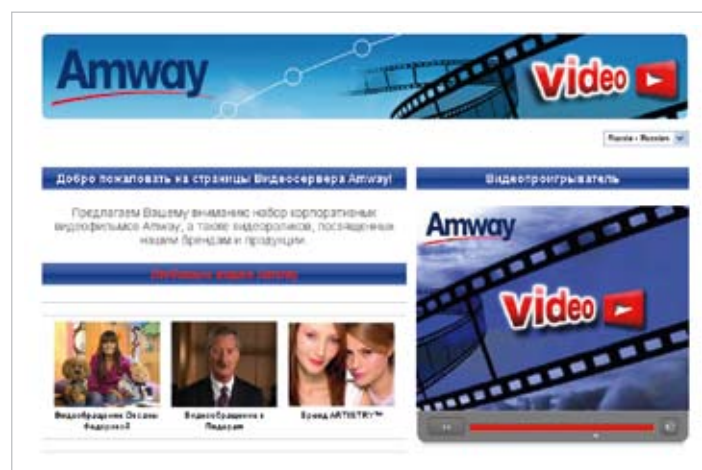 Amway
video
Russia - Russian
Добро пожаловать на страницы Видеосервера Amway!
Видеопроигрыватель
Предлагаем Вашему вниманию набор корпоративных
видеофильмов Amway, а также видеороликов, посвященных
нашим брендам и продукции.
Amway
video
Видеообращение Оксаны
Федоровой
Видеообращение к
Лидерам
Бренд ARTISTRY™